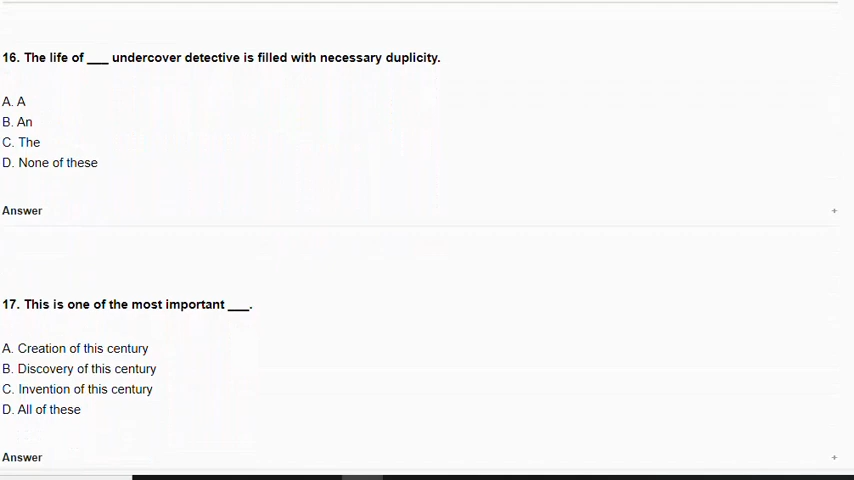 16. The life of ___ undercover detective is filled with necessary duplicity.
A. A
B. An
C. The
D. None of these
Answer +
17. This is one of the most important ___.
A. Creation of this century
B. Discovery of this century
C. Invention of this century
D. All of these
Answer +